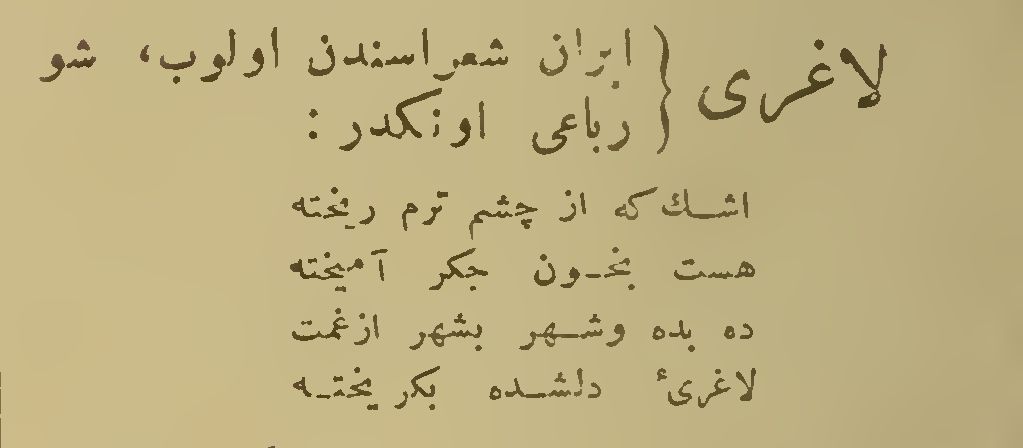 لاغری { ایران شعراسندن اولوب، شو
رباعی اونکدر :
اشك که از چشم ترم ریخته
هست بخون جکر آمیخته
ده بده وشهر بشهر ازغمت
لاغریٔ دلشده بکریخته